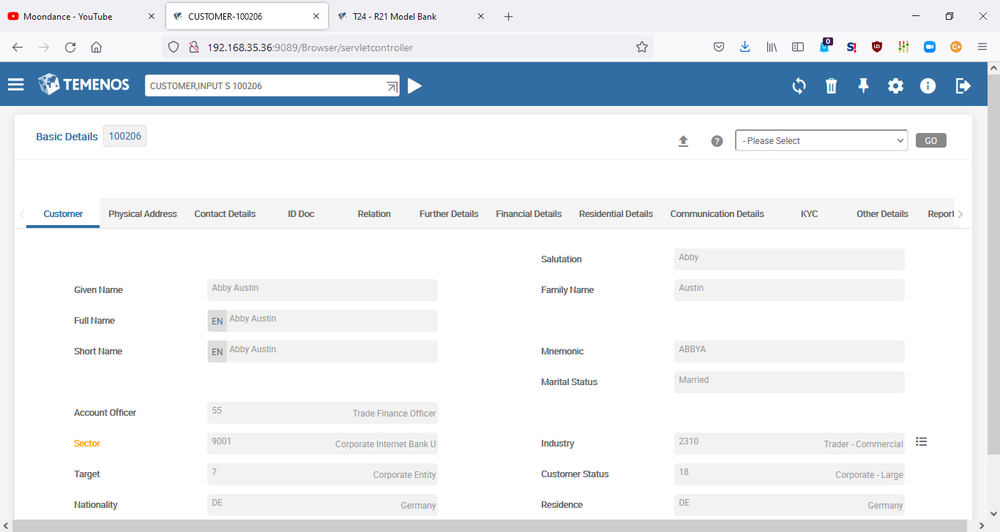 Moondance - YouTube
CUSTOMER-100206
T24 - R21 Model Bank
192.168.35.36:9089/Browser/servletcontroller
0
S!
UD
C+
TEMENOS
CUSTOMER,INPUT S 100206
Basic Details 100206
- Please Select
GO
Customer Physical Address Contact Details ID Doc Relation Further Details Financial Details Residential Details Communication Details KYC Other Details Report
Salutation Abby
Given Name Abby Austin Family Name Austin
Full Name EN Abby Austin
Short Name EN Abby Austin Mnemonic ABBYA
Marital Status Married
Account Officer 55 Trade Finance Officer
Sector 9001 Corporate Internet Bank U Industry 2310 Trader - Commercial
Target 7 Corporate Entity Customer Status 18 Corporate - Large
Nationality DE Germany Residence DE Germany